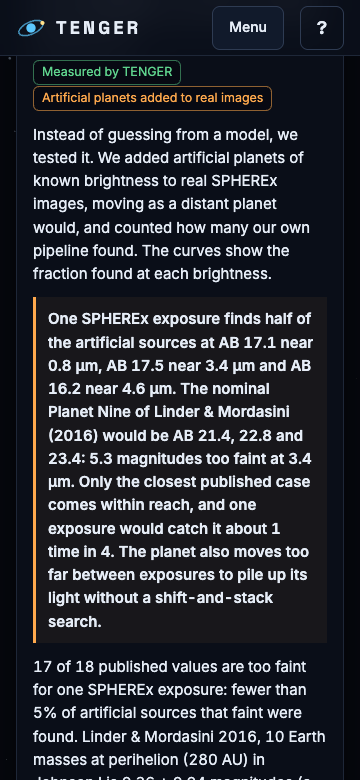 TENGER
Menu
?
Measured by TENGER
Artificial planets added to real images
Instead of guessing from a model, we
tested it. We added artificial planets of
known brightness to real SPHEREx
images, moving as a distant planet
would, and counted how many our own
pipeline found. The curves show the
fraction found at each brightness.
One SPHEREx exposure finds half of
the artificial sources at AB 17.1 near
0.8 μm, AB 17.5 near 3.4 μm and AB
16.2 near 4.6 μm. The nominal
Planet Nine of Linder & Mordasini
(2016) would be AB 21.4, 22.8 and
23.4: 5.3 magnitudes too faint at 3.4
μm. Only the closest published case
comes within reach, and one
exposure would catch it about 1
time in 4. The planet also moves too
far between exposures to pile up its
light without a shift-and-stack
search.
17 of 18 published values are too faint
for one SPHEREx exposure: fewer than
5% of artificial sources that faint were
found. Linder & Mordasini 2016, 10 Earth
masses at perihelion (280 AU) in